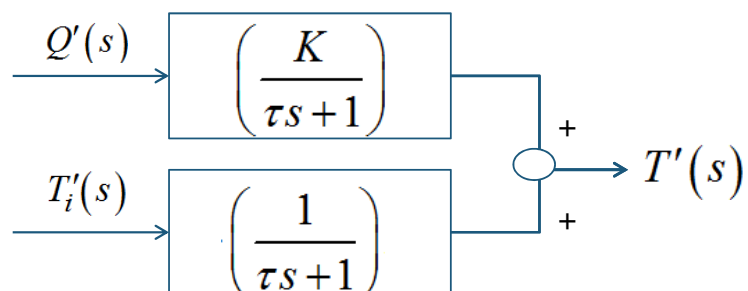 Q′(s)
(K / τs + 1)
+
T′(s)
T′ᵢ(s)
(1 / τs + 1)
+